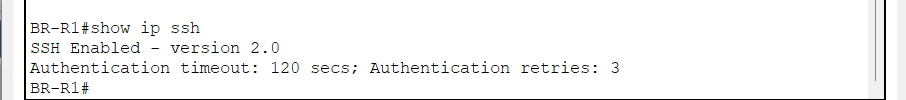 BR-R1#show ip ssh
SSH Enabled - version 2.0
Authentication timeout: 120 secs; Authentication retries: 3
BR-R1#